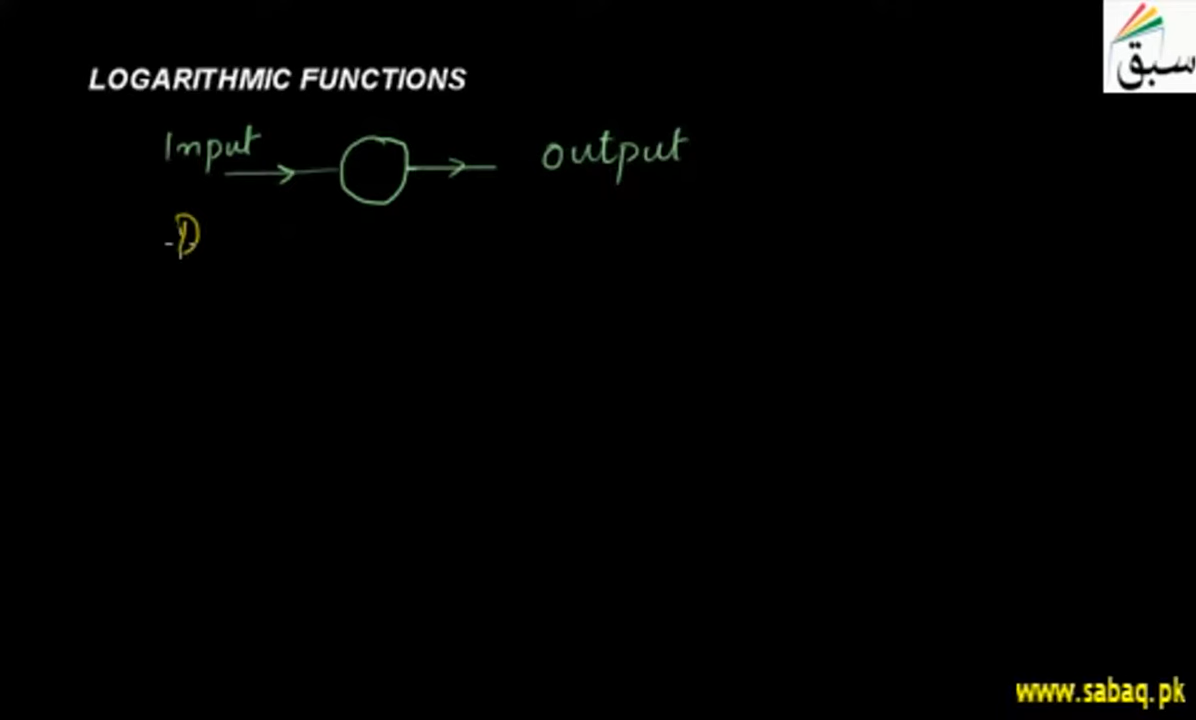 سبق
LOGARITHMIC FUNCTIONS
Input output
D
www.sabaq.pk